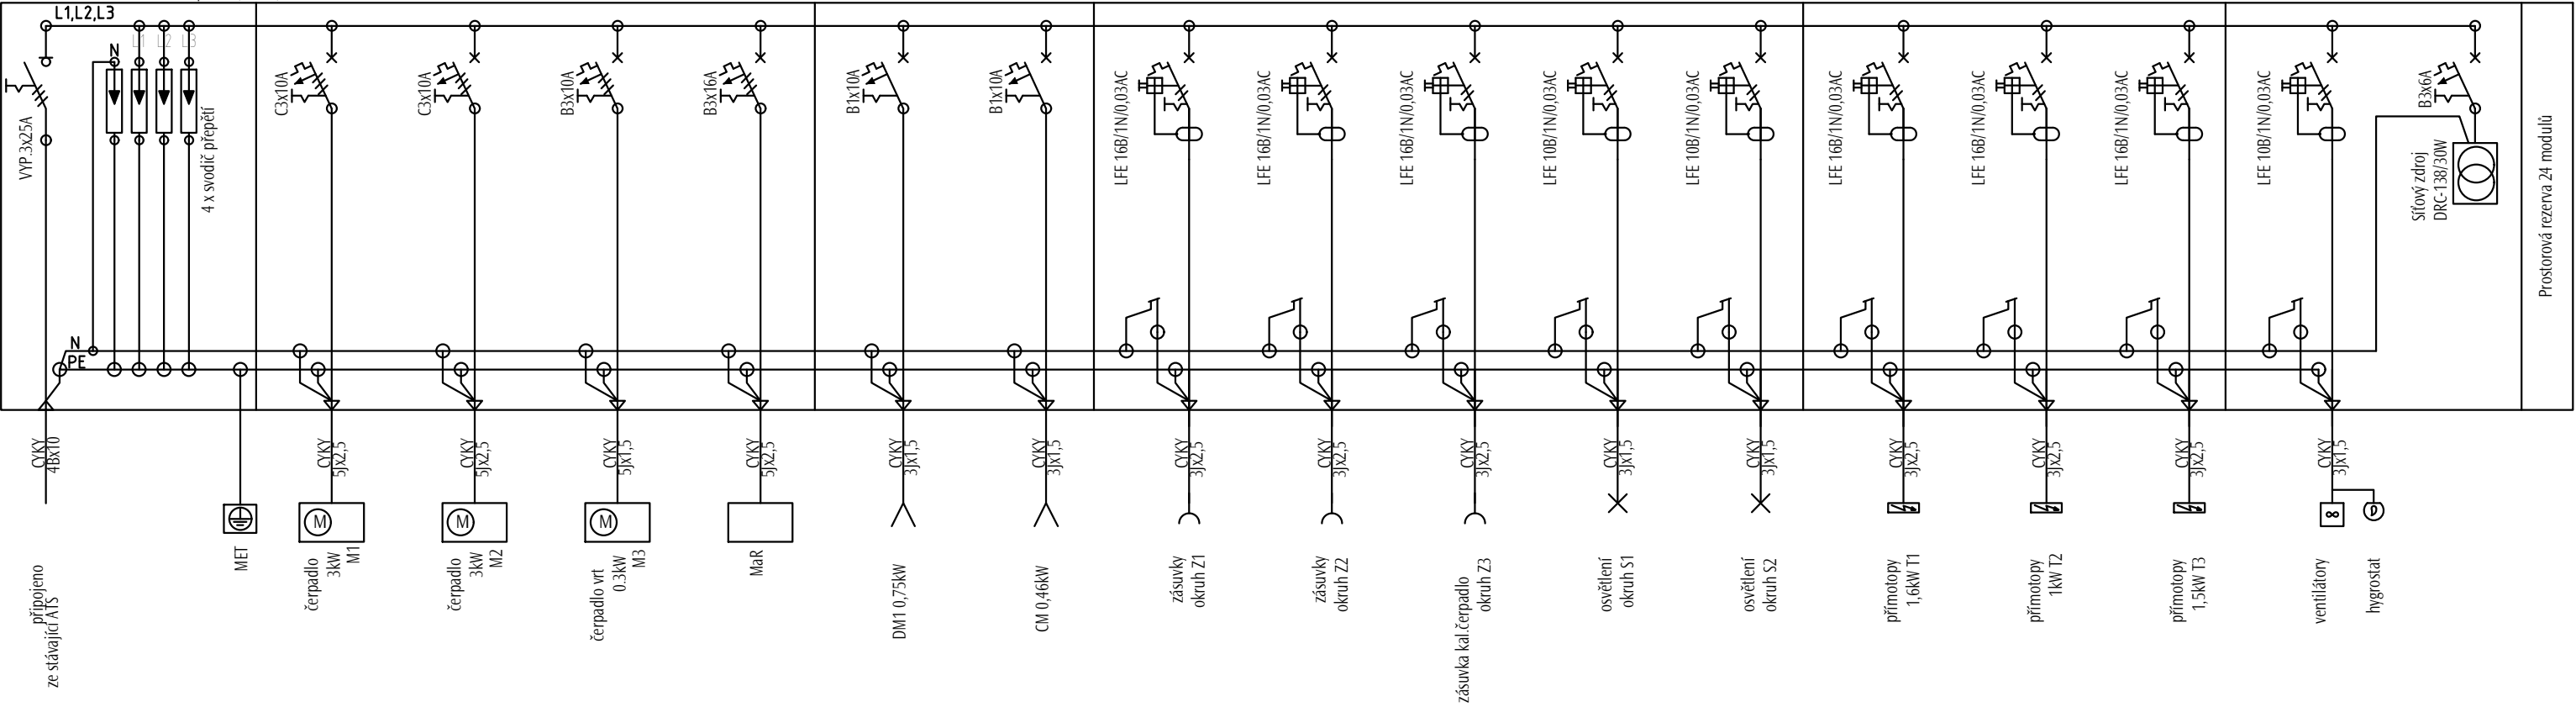 L1,L2,L3
VYP.3x25A
N
L1
L2
L3
4 x svodič přepětí
C3x10A
C3x10A
B3x10A
B3x16A
B1x10A
B1x10A
LFE 16B/1N/0,03AC
LFE 16B/1N/0,03AC
LFE 16B/1N/0,03AC
LFE 10B/1N/0,03AC
LFE 10B/1N/0,03AC
LFE 16B/1N/0,03AC
LFE 16B/1N/0,03AC
LFE 16B/1N/0,03AC
LFE 10B/1N/0,03AC
B3x6A
Síťový zdroj
DRC-138/30W
Prostorová rezerva 24 modulů
N
PE
CYKY
4Bx10
CYKY
5Jx2,5
CYKY
5Jx2,5
CYKY
5Jx1,5
CYKY
5Jx2,5
CYKY
3Jx1,5
CYKY
3Jx1,5
CYKY
3Jx2,5
CYKY
3Jx2,5
CYKY
3Jx2,5
CYKY
3Jx1,5
CYKY
3Jx1,5
CYKY
3Jx2,5
CYKY
3Jx2,5
CYKY
3Jx2,5
CYKY
3Jx1,5
M
M
M
připojeno
ze stávající ATS
MET
čerpadlo
3kW
M1
čerpadlo
3kW
M2
čerpadlo vrt
0.3kW
M3
MaR
DM1 0,75kW
CM 0,46kW
zásuvky
okruh Z1
zásuvky
okruh Z2
zásuvka kal.čerpadlo
okruh Z3
osvětlení
okruh S1
osvětlení
okruh S2
přímotopy
1,6kW T1
přímotopy
1kW T2
přímotopy
1,5kW T3
ventilátory
hygrostat